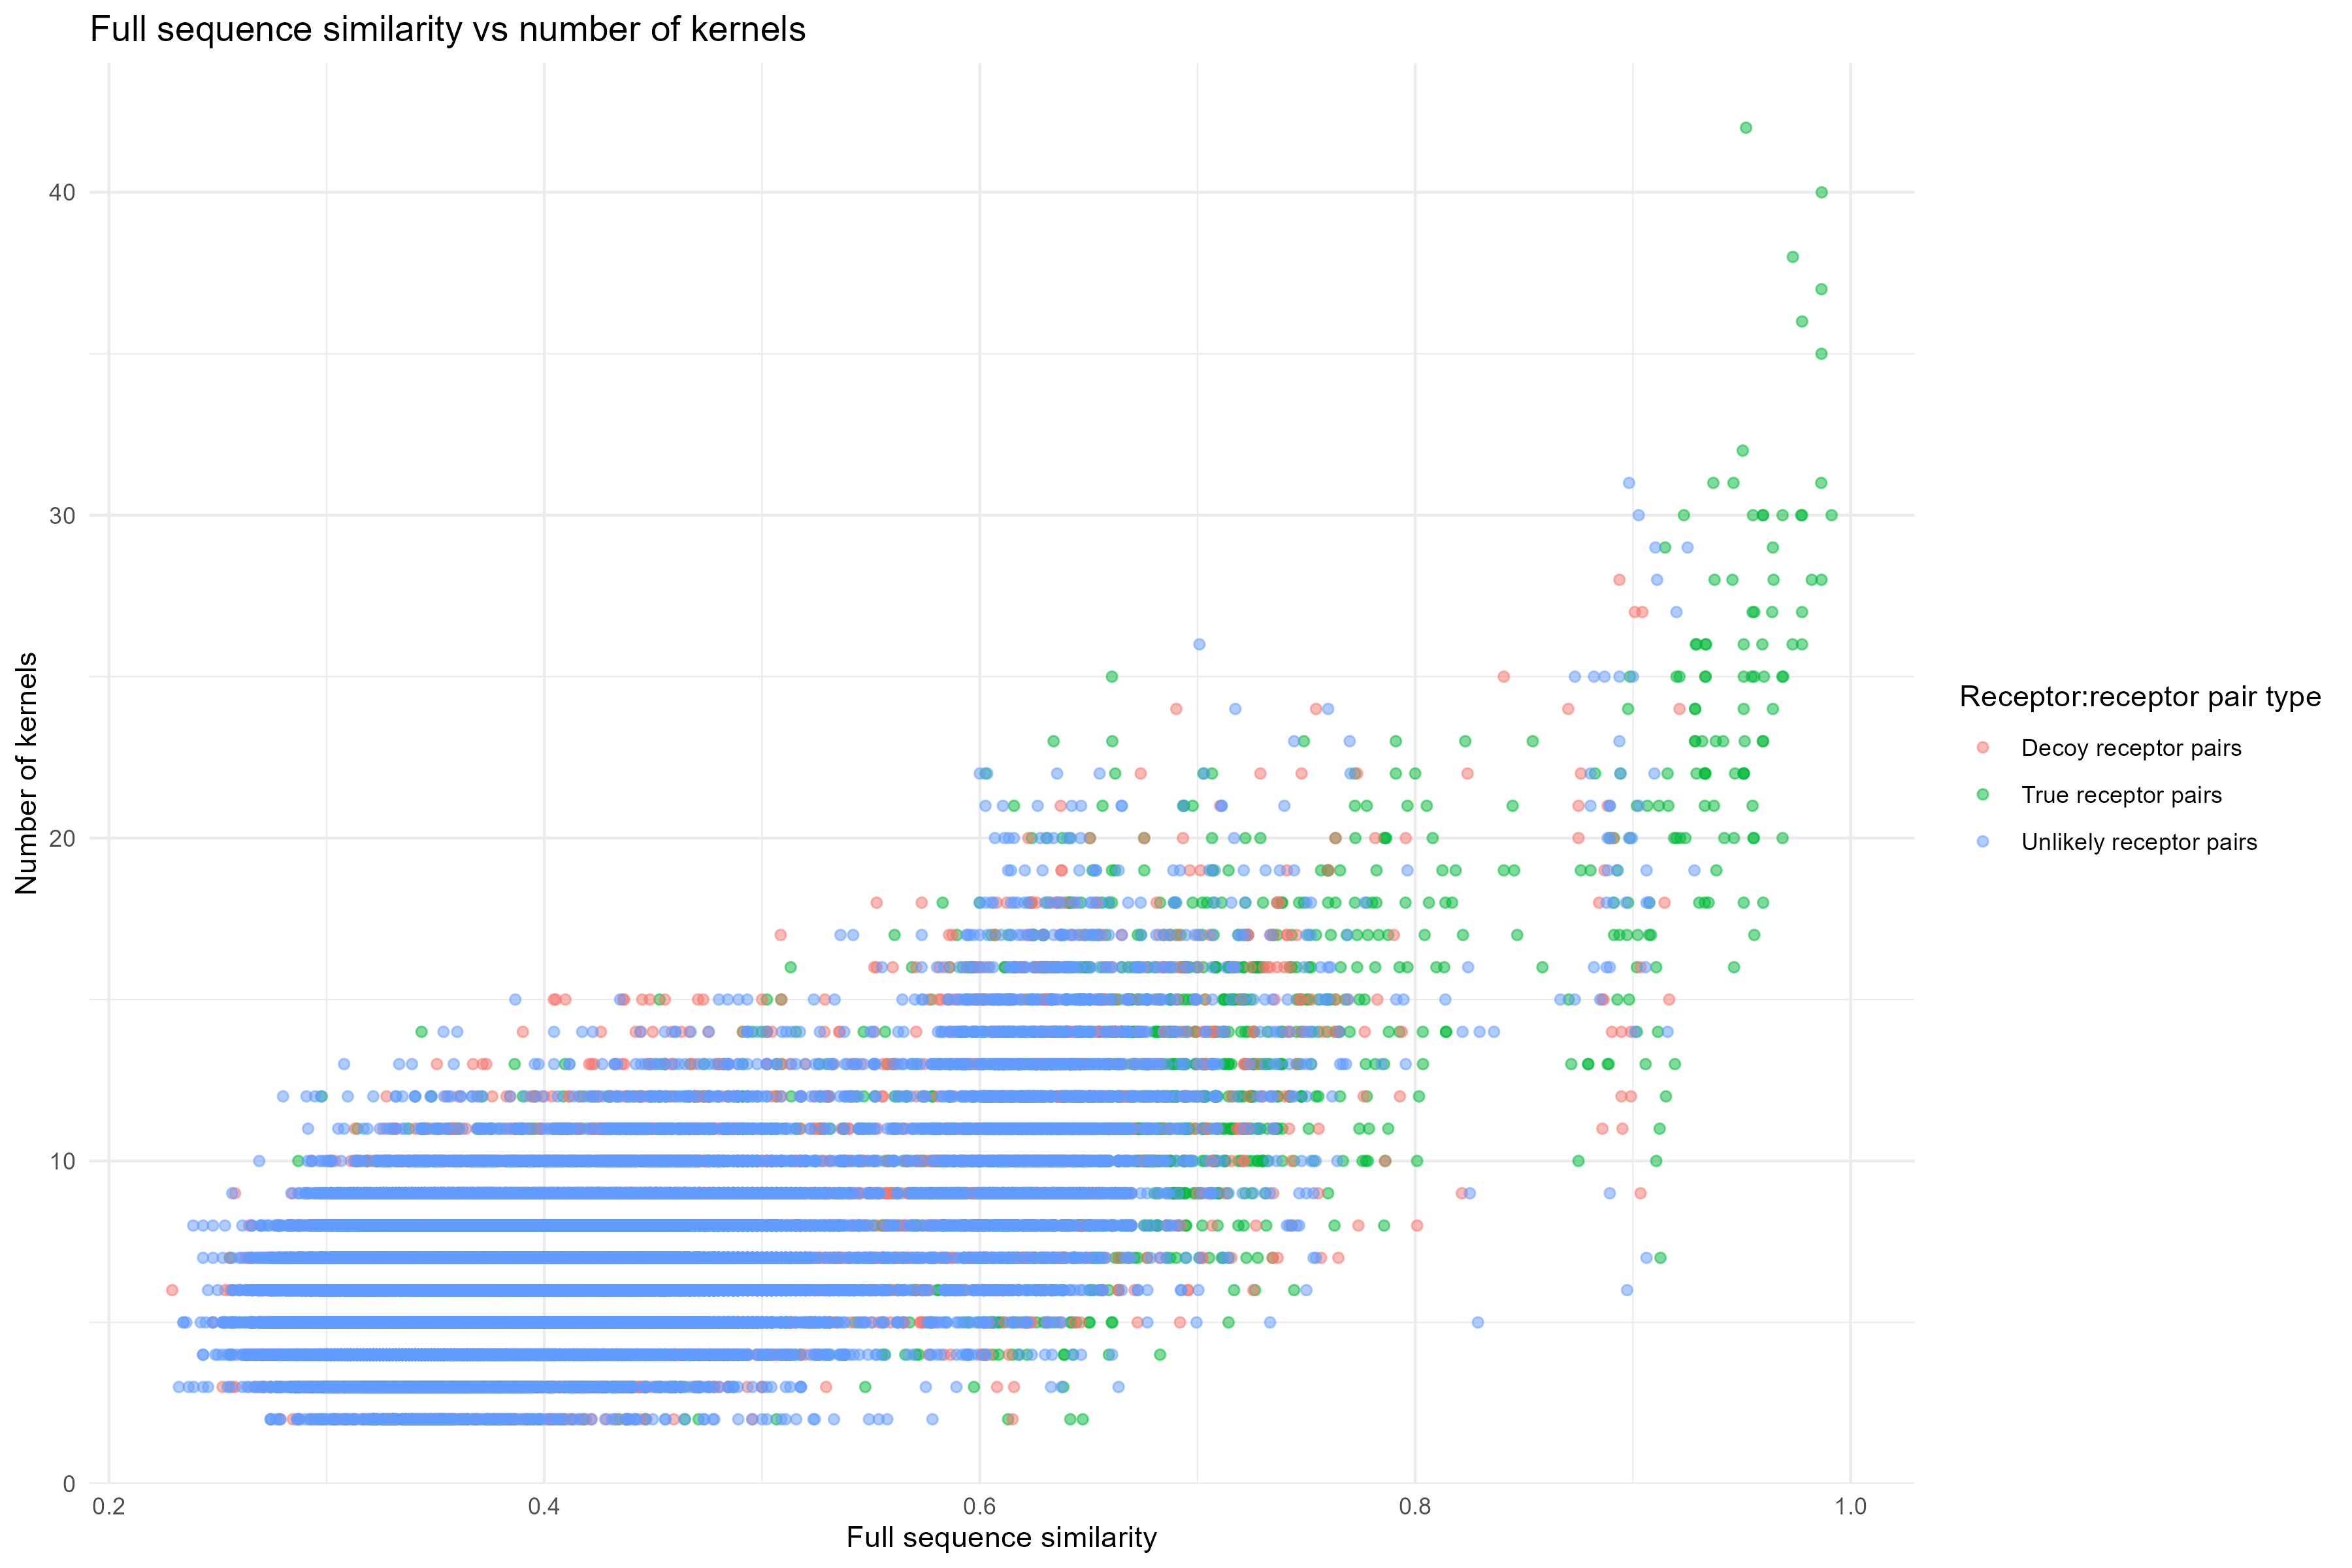 Full sequence similarity vs number of kernels
40
30
20
10
0
Number of kernels
0.2
0.4
0.6
0.8
1.0
Full sequence similarity
Receptor:receptor pair type
Decoy receptor pairs
True receptor pairs
Unlikely receptor pairs